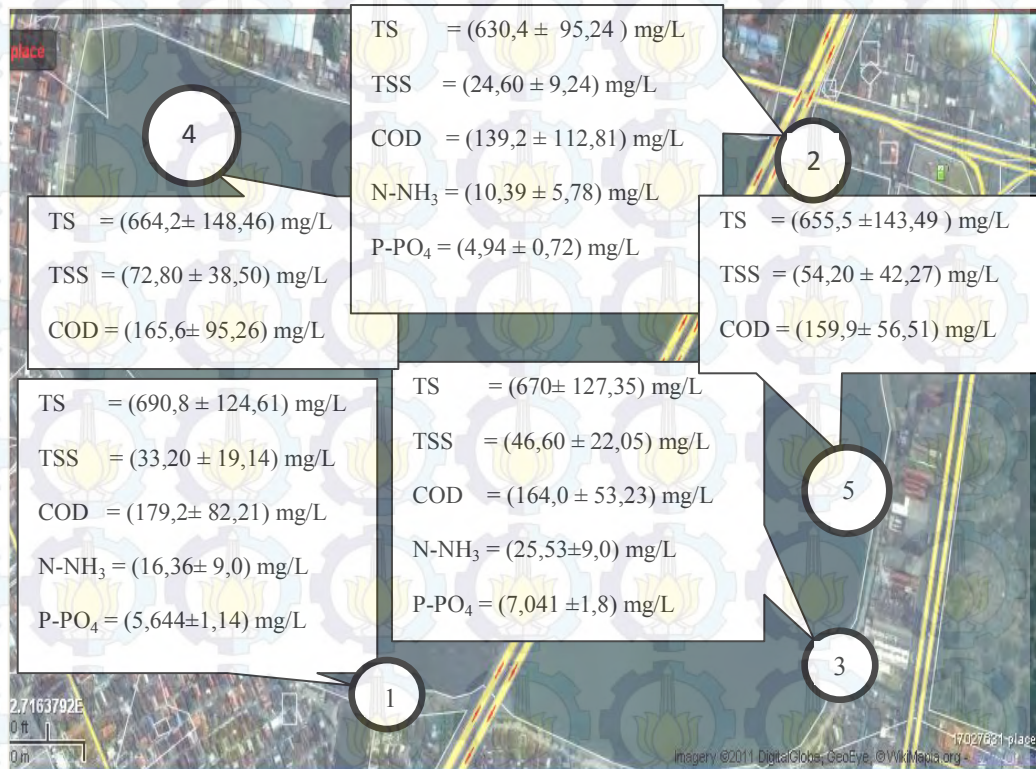 place
TS = (630,4 ± 95,24 ) mg/L
TSS = (24,60 ± 9,24) mg/L
COD = (139,2 ± 112,81) mg/L
N-NH₃ = (10,39 ± 5,78) mg/L
P-PO₄ = (4,94 ± 0,72) mg/L
4
2
TS = (664,2± 148,46) mg/L
TSS = (72,80 ± 38,50) mg/L
COD = (165,6± 95,26) mg/L
TS = (655,5 ±143,49 ) mg/L
TSS = (54,20 ± 42,27) mg/L
COD = (159,9± 56,51) mg/L
TS = (690,8 ± 124,61) mg/L
TSS = (33,20 ± 19,14) mg/L
COD = (179,2± 82,21) mg/L
N-NH₃ = (16,36± 9,0) mg/L
P-PO₄ = (5,644±1,14) mg/L
TS = (670± 127,35) mg/L
TSS = (46,60 ± 22,05) mg/L
COD = (164,0 ± 53,23) mg/L
N-NH₃ = (25,53±9,0) mg/L
P-PO₄ = (7,041 ±1,8) mg/L
5
3
1
2.7163792E
0 ft
0 m
17027631 place
Imagery ©2011 DigitalGlobe, GeoEye, ©WikiMapia.org -